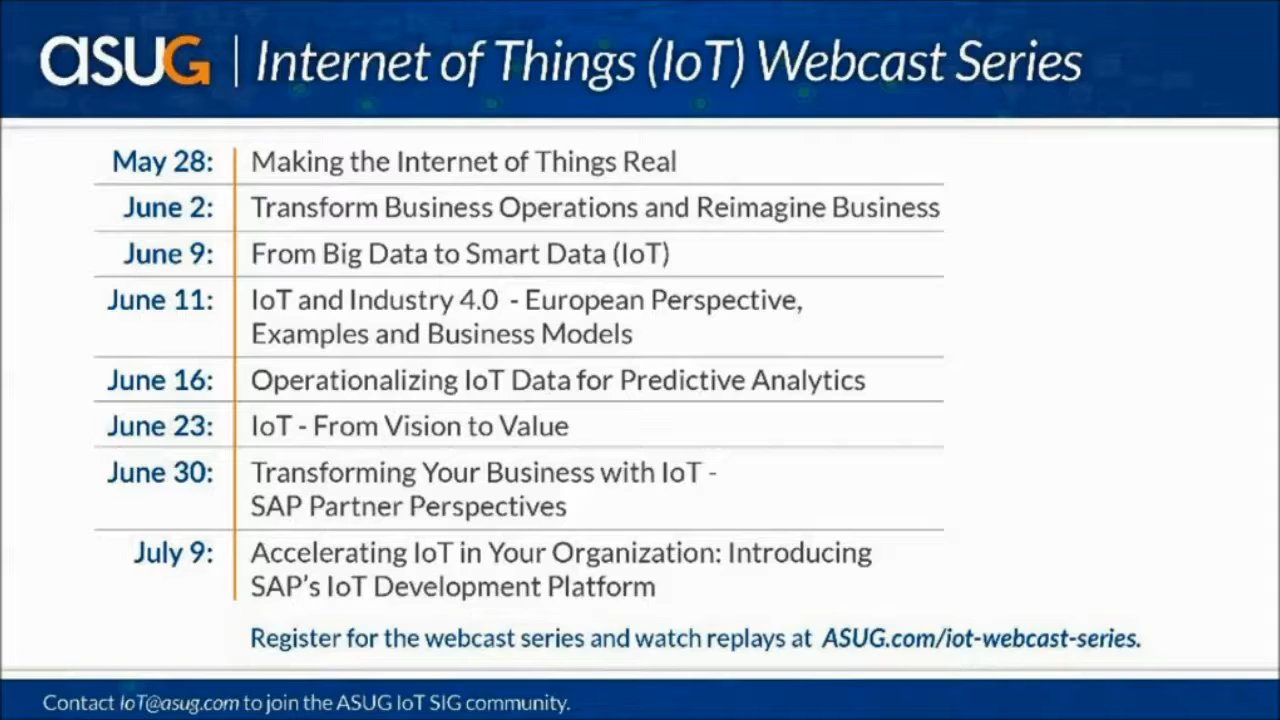 ASUG | Internet of Things (IoT) Webcast Series
May 28: Making the Internet of Things Real
June 2: Transform Business Operations and Reimagine Business
June 9: From Big Data to Smart Data (IoT)
June 11: IoT and Industry 4.0 - European Perspective,
Examples and Business Models
June 16: Operationalizing IoT Data for Predictive Analytics
June 23: IoT - From Vision to Value
June 30: Transforming Your Business with IoT -
SAP Partner Perspectives
July 9: Accelerating IoT in Your Organization: Introducing
SAP's IoT Development Platform
Register for the webcast series and watch replays at ASUG.com/iot-webcast-series.
Contact IoT@asug.com to join the ASUG IoT SIG community.